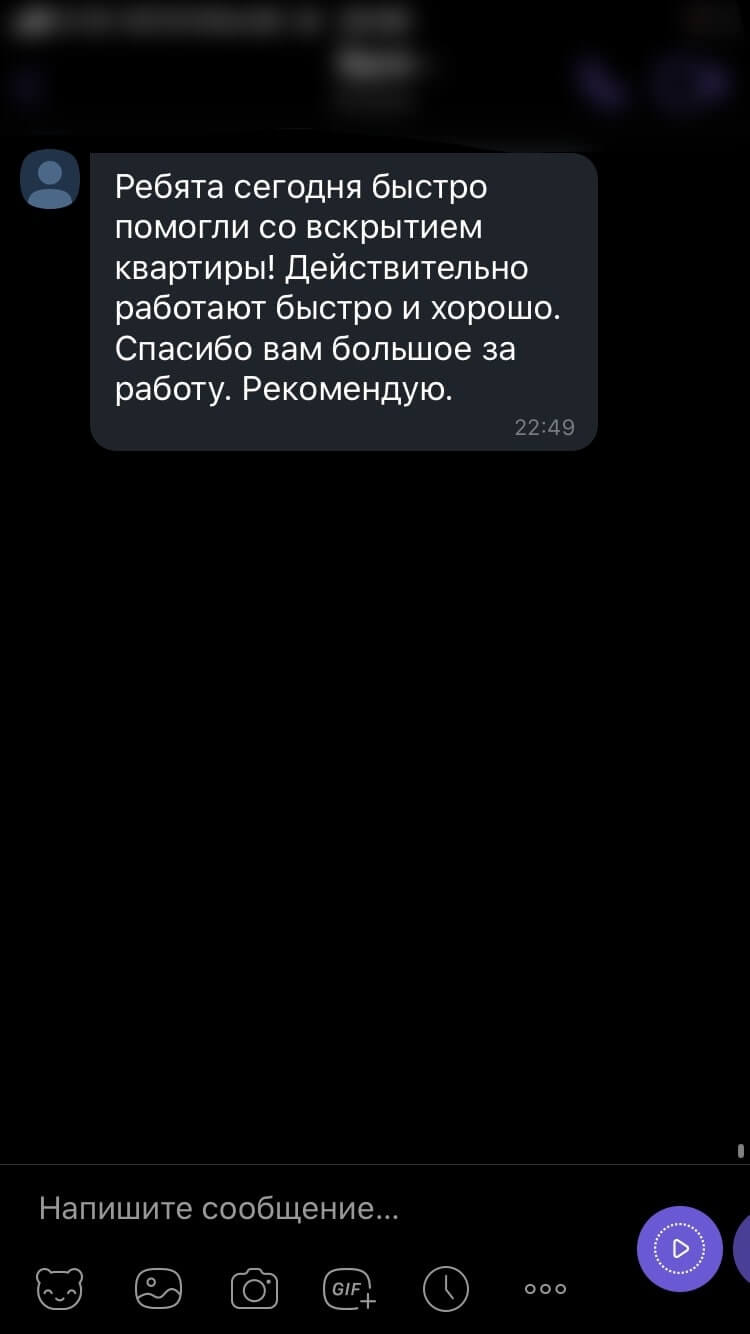 Ребята сегодня быстро
помогли со вскрытием
квартиры! Действительно
работают быстро и хорошо.
Спасибо вам большое за
работу. Рекомендую.
22:49
Напишите сообщение...
GIF